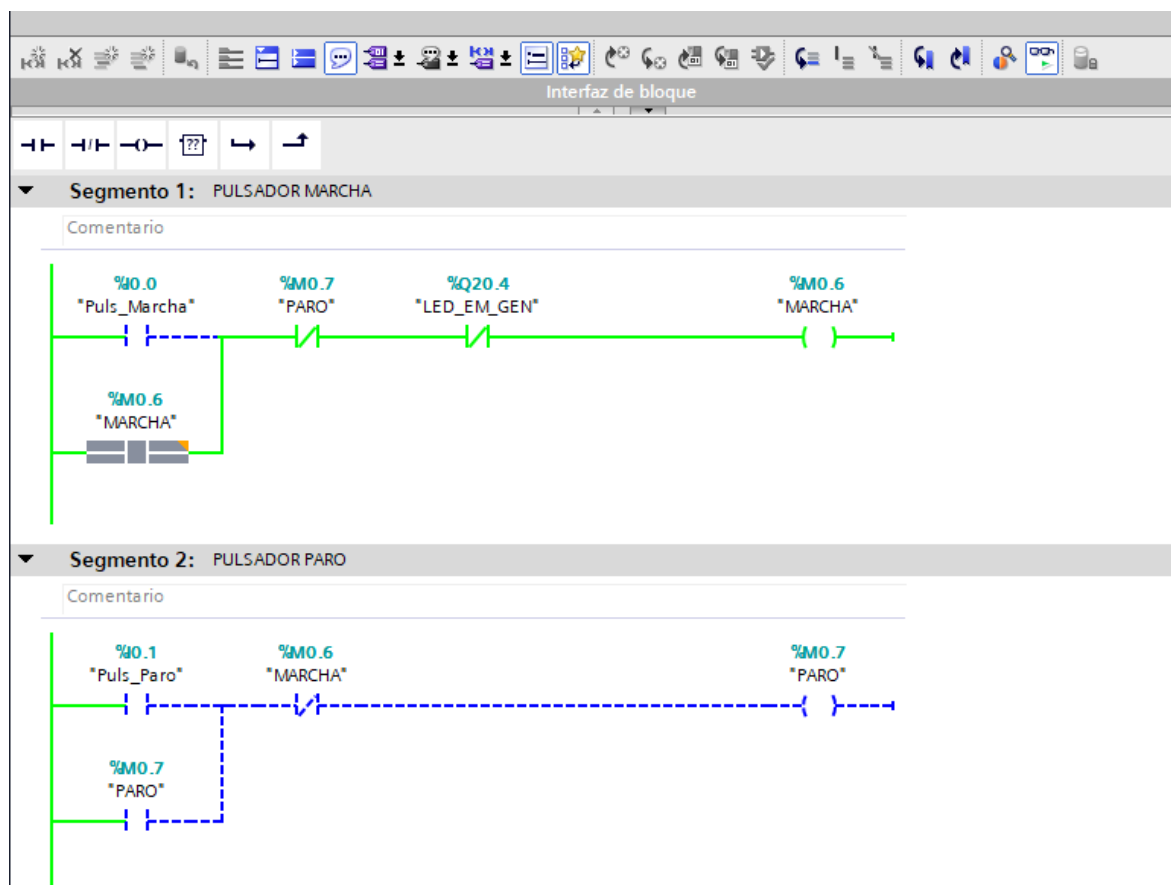 Interfaz de bloque
??
Segmento 1: PULSADOR MARCHA
Comentario
%I0.0 %M0.7 %Q20.4 %M0.6
"Puls_Marcha" "PARO" "LED_EM_GEN" "MARCHA"
%M0.6
"MARCHA"
Segmento 2: PULSADOR PARO
Comentario
%I0.1 %M0.6 %M0.7
"Puls_Paro" "MARCHA" "PARO"
%M0.7
"PARO"